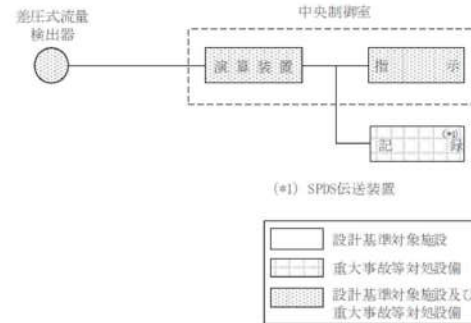 差圧式流量
検出器
中央制御室
演算装置
指示
(*1)
記録
(*1) SPDS伝送装置
設計基準対象施設
重大事故等対処設備
設計基準対象施設及び
重大事故等対処設備